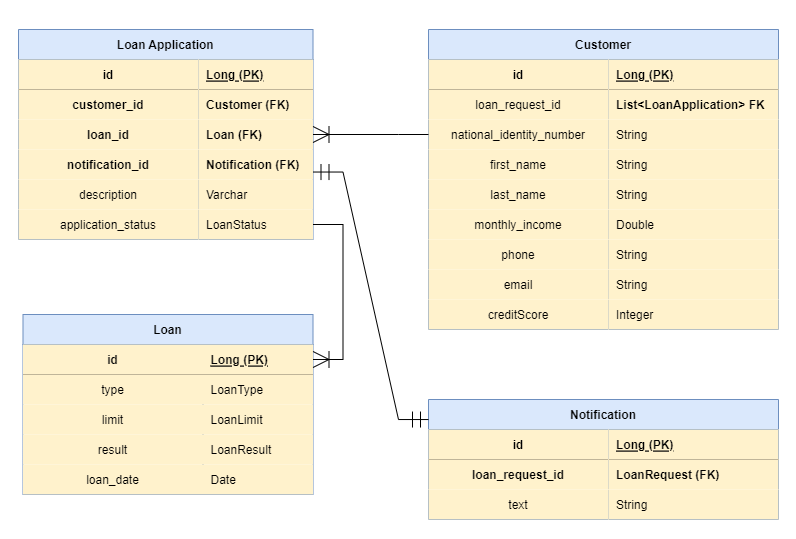 Loan Application
id Long (PK)
customer_id Customer (FK)
loan_id Loan (FK)
notification_id Notification (FK)
description Varchar
application_status LoanStatus
Customer
id Long (PK)
loan_request_id List<LoanApplication> FK
national_identity_number String
first_name String
last_name String
monthly_income Double
phone String
email String
creditScore Integer
Loan
id Long (PK)
type LoanType
limit LoanLimit
result LoanResult
loan_date Date
Notification
id Long (PK)
loan_request_id LoanRequest (FK)
text String